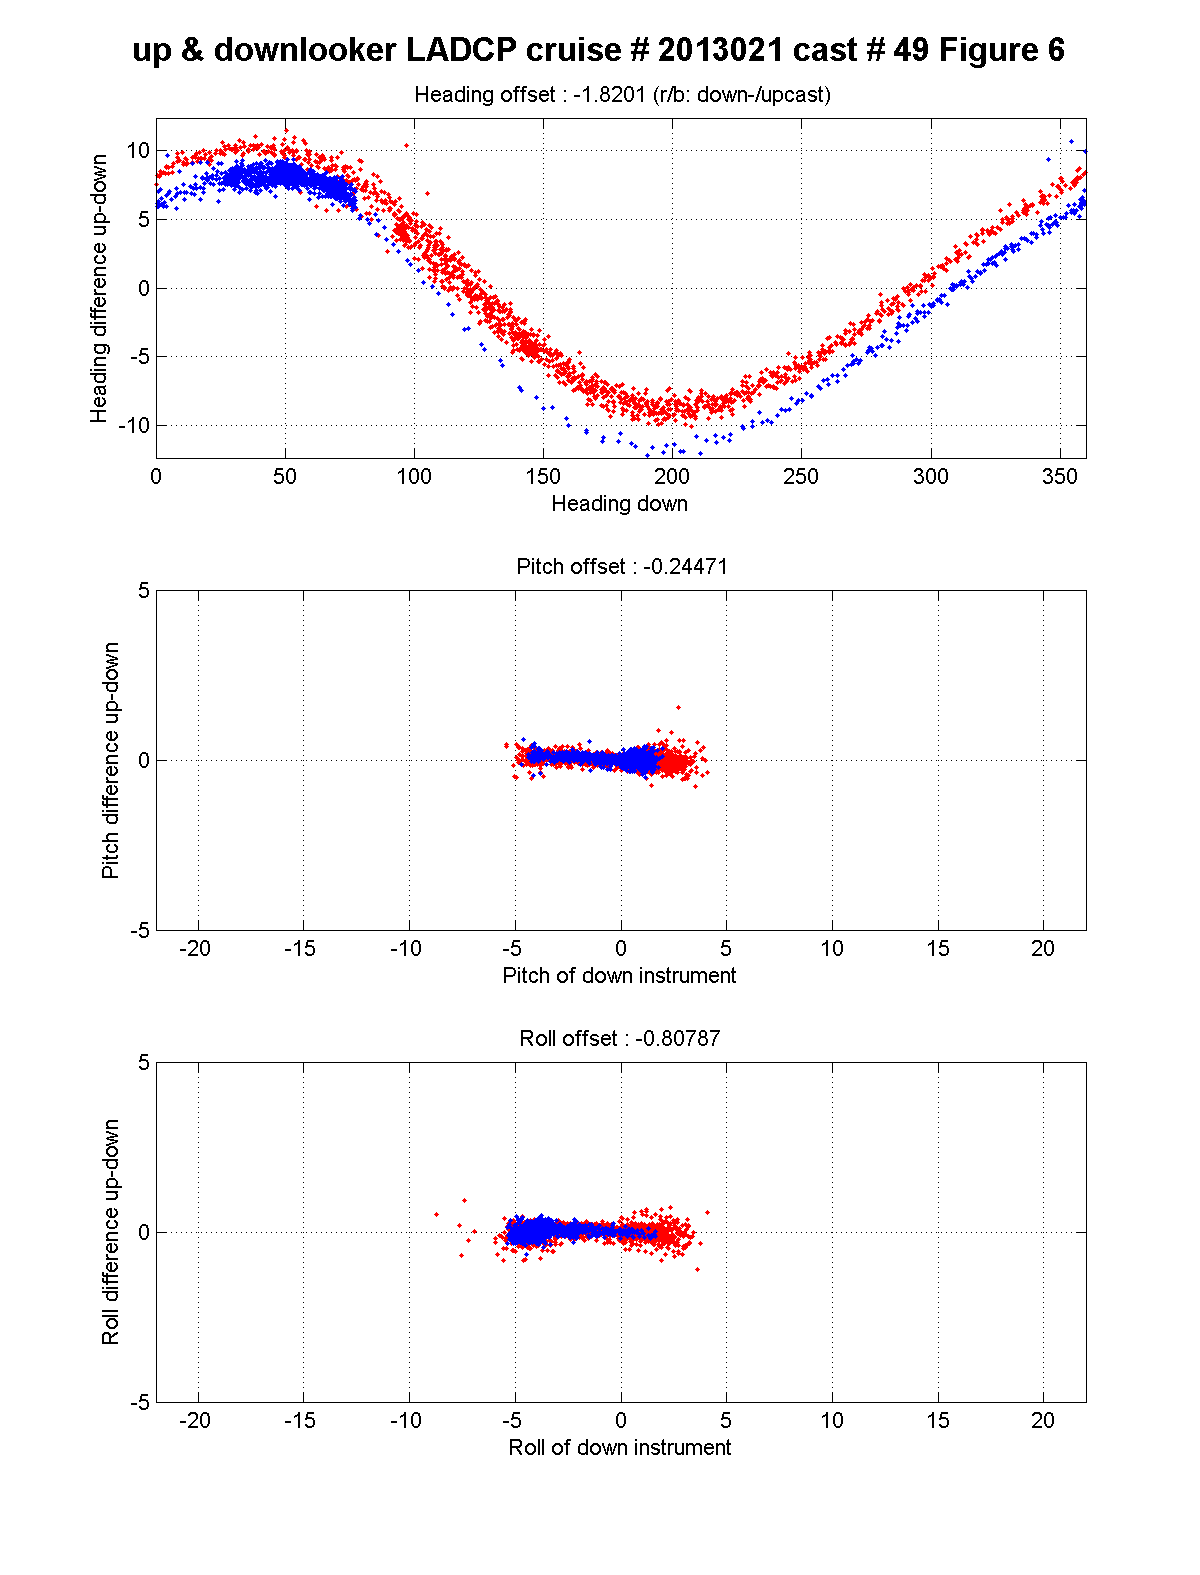 up & downlooker LADCP cruise # 2013021 cast # 49 Figure 6
Heading offset : -1.8201 (r/b: down-/upcast)
Heading difference up-down
10
5
0
-5
-10
0 50 100 150 200 250 300 350
Heading down
Pitch offset : -0.24471
Pitch difference up-down
5
0
-5
-20 -15 -10 -5 0 5 10 15 20
Pitch of down instrument
Roll offset : -0.80787
Roll difference up-down
5
0
-5
-20 -15 -10 -5 0 5 10 15 20
Roll of down instrument